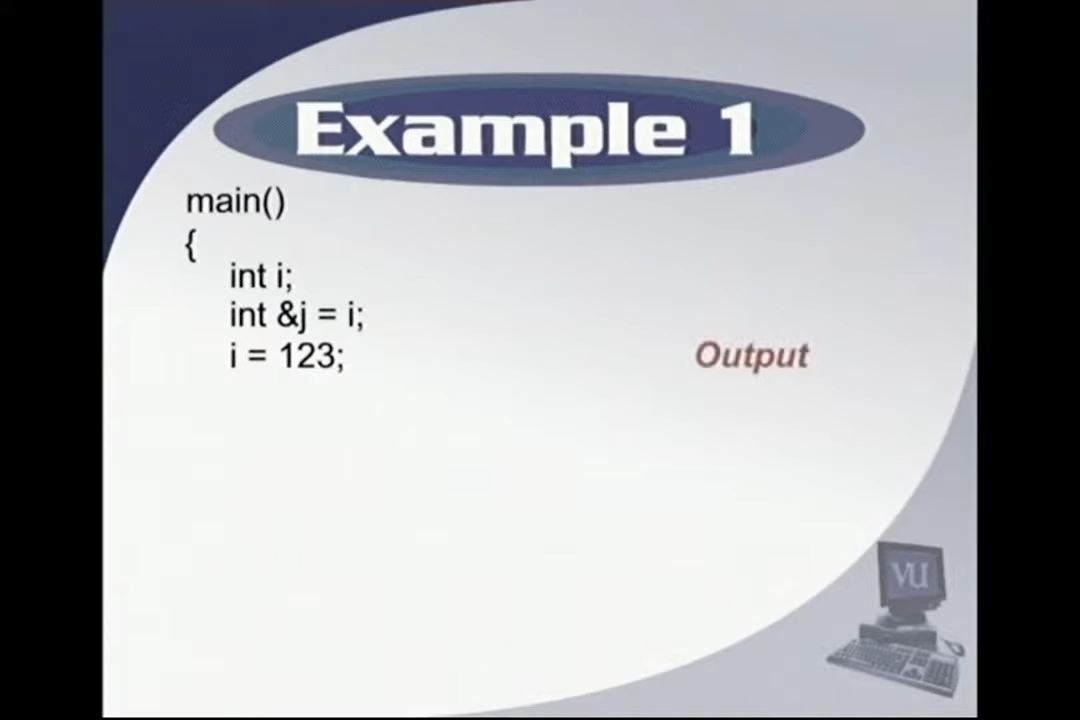 Example 1
main()
{
int i;
int &j = i;
i = 123;
Output
VU